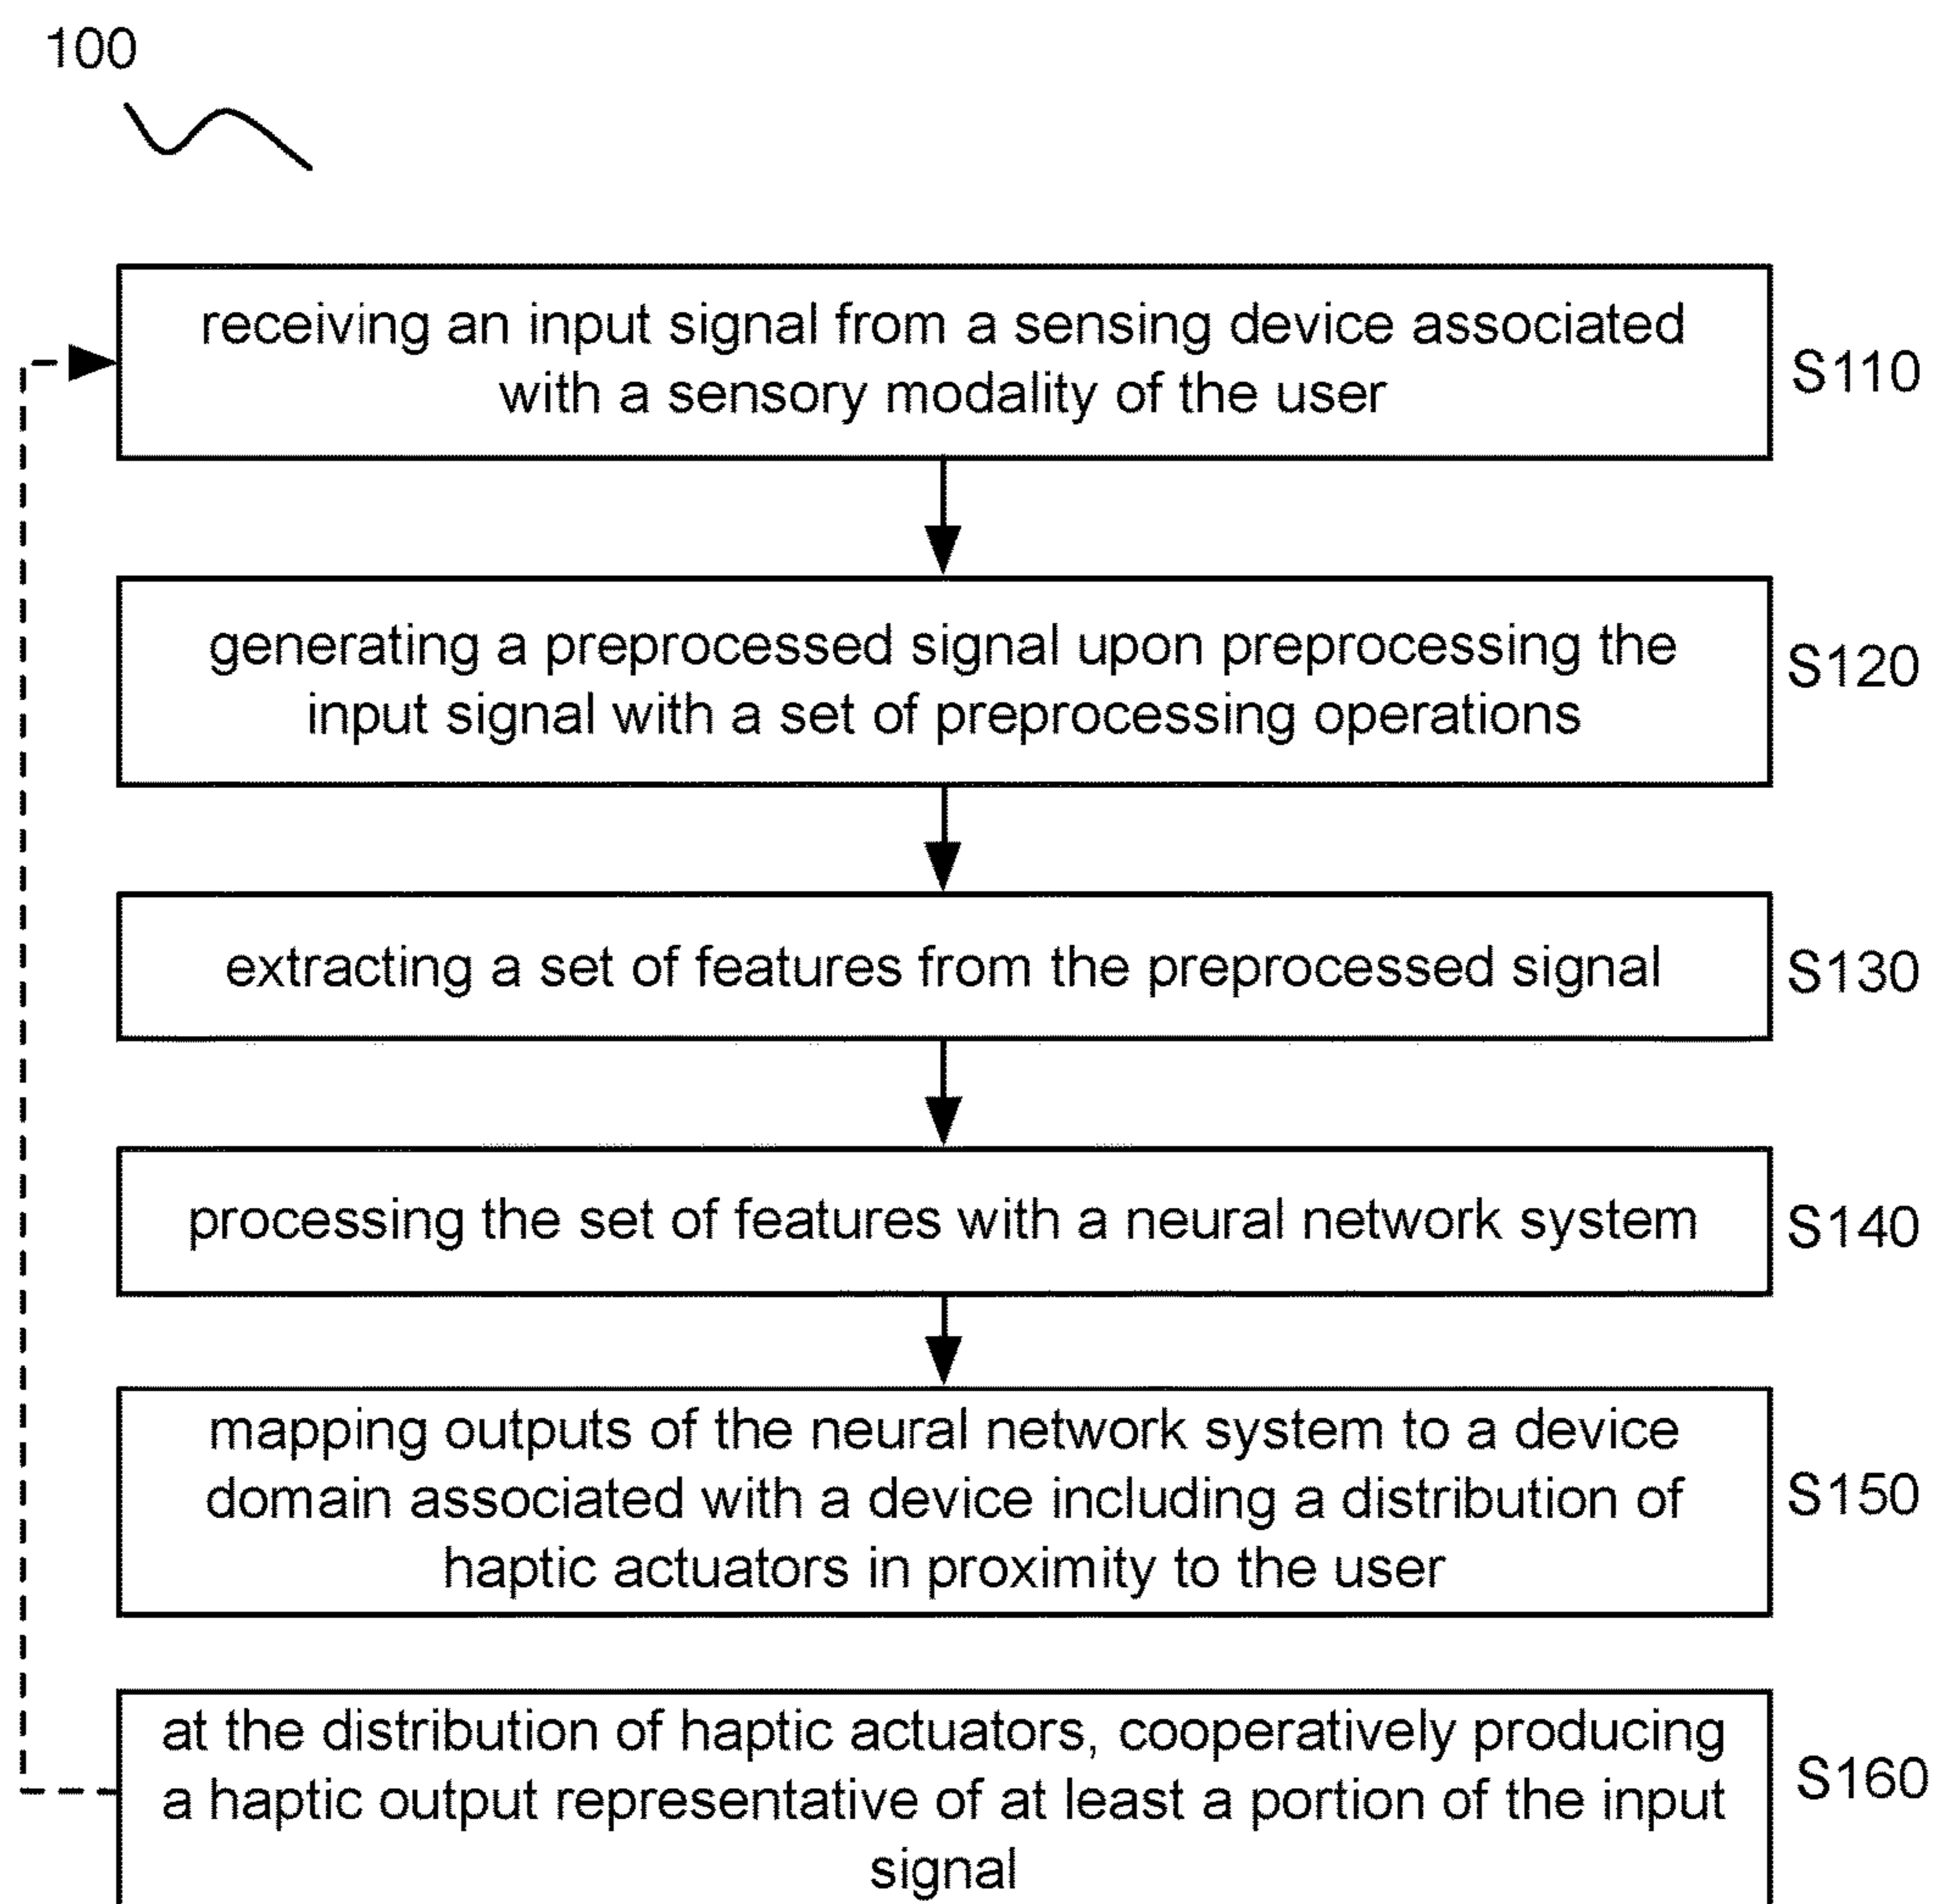 100
receiving an input signal from a sensing device associated
with a sensory modality of the user
S110
generating a preprocessed signal upon preprocessing the
input signal with a set of preprocessing operations
S120
extracting a set of features from the preprocessed signal
S130
processing the set of features with a neural network system
S140
mapping outputs of the neural network system to a device
domain associated with a device including a distribution of
haptic actuators in proximity to the user
S150
at the distribution of haptic actuators, cooperatively producing
a haptic output representative of at least a portion of the input
signal
S160